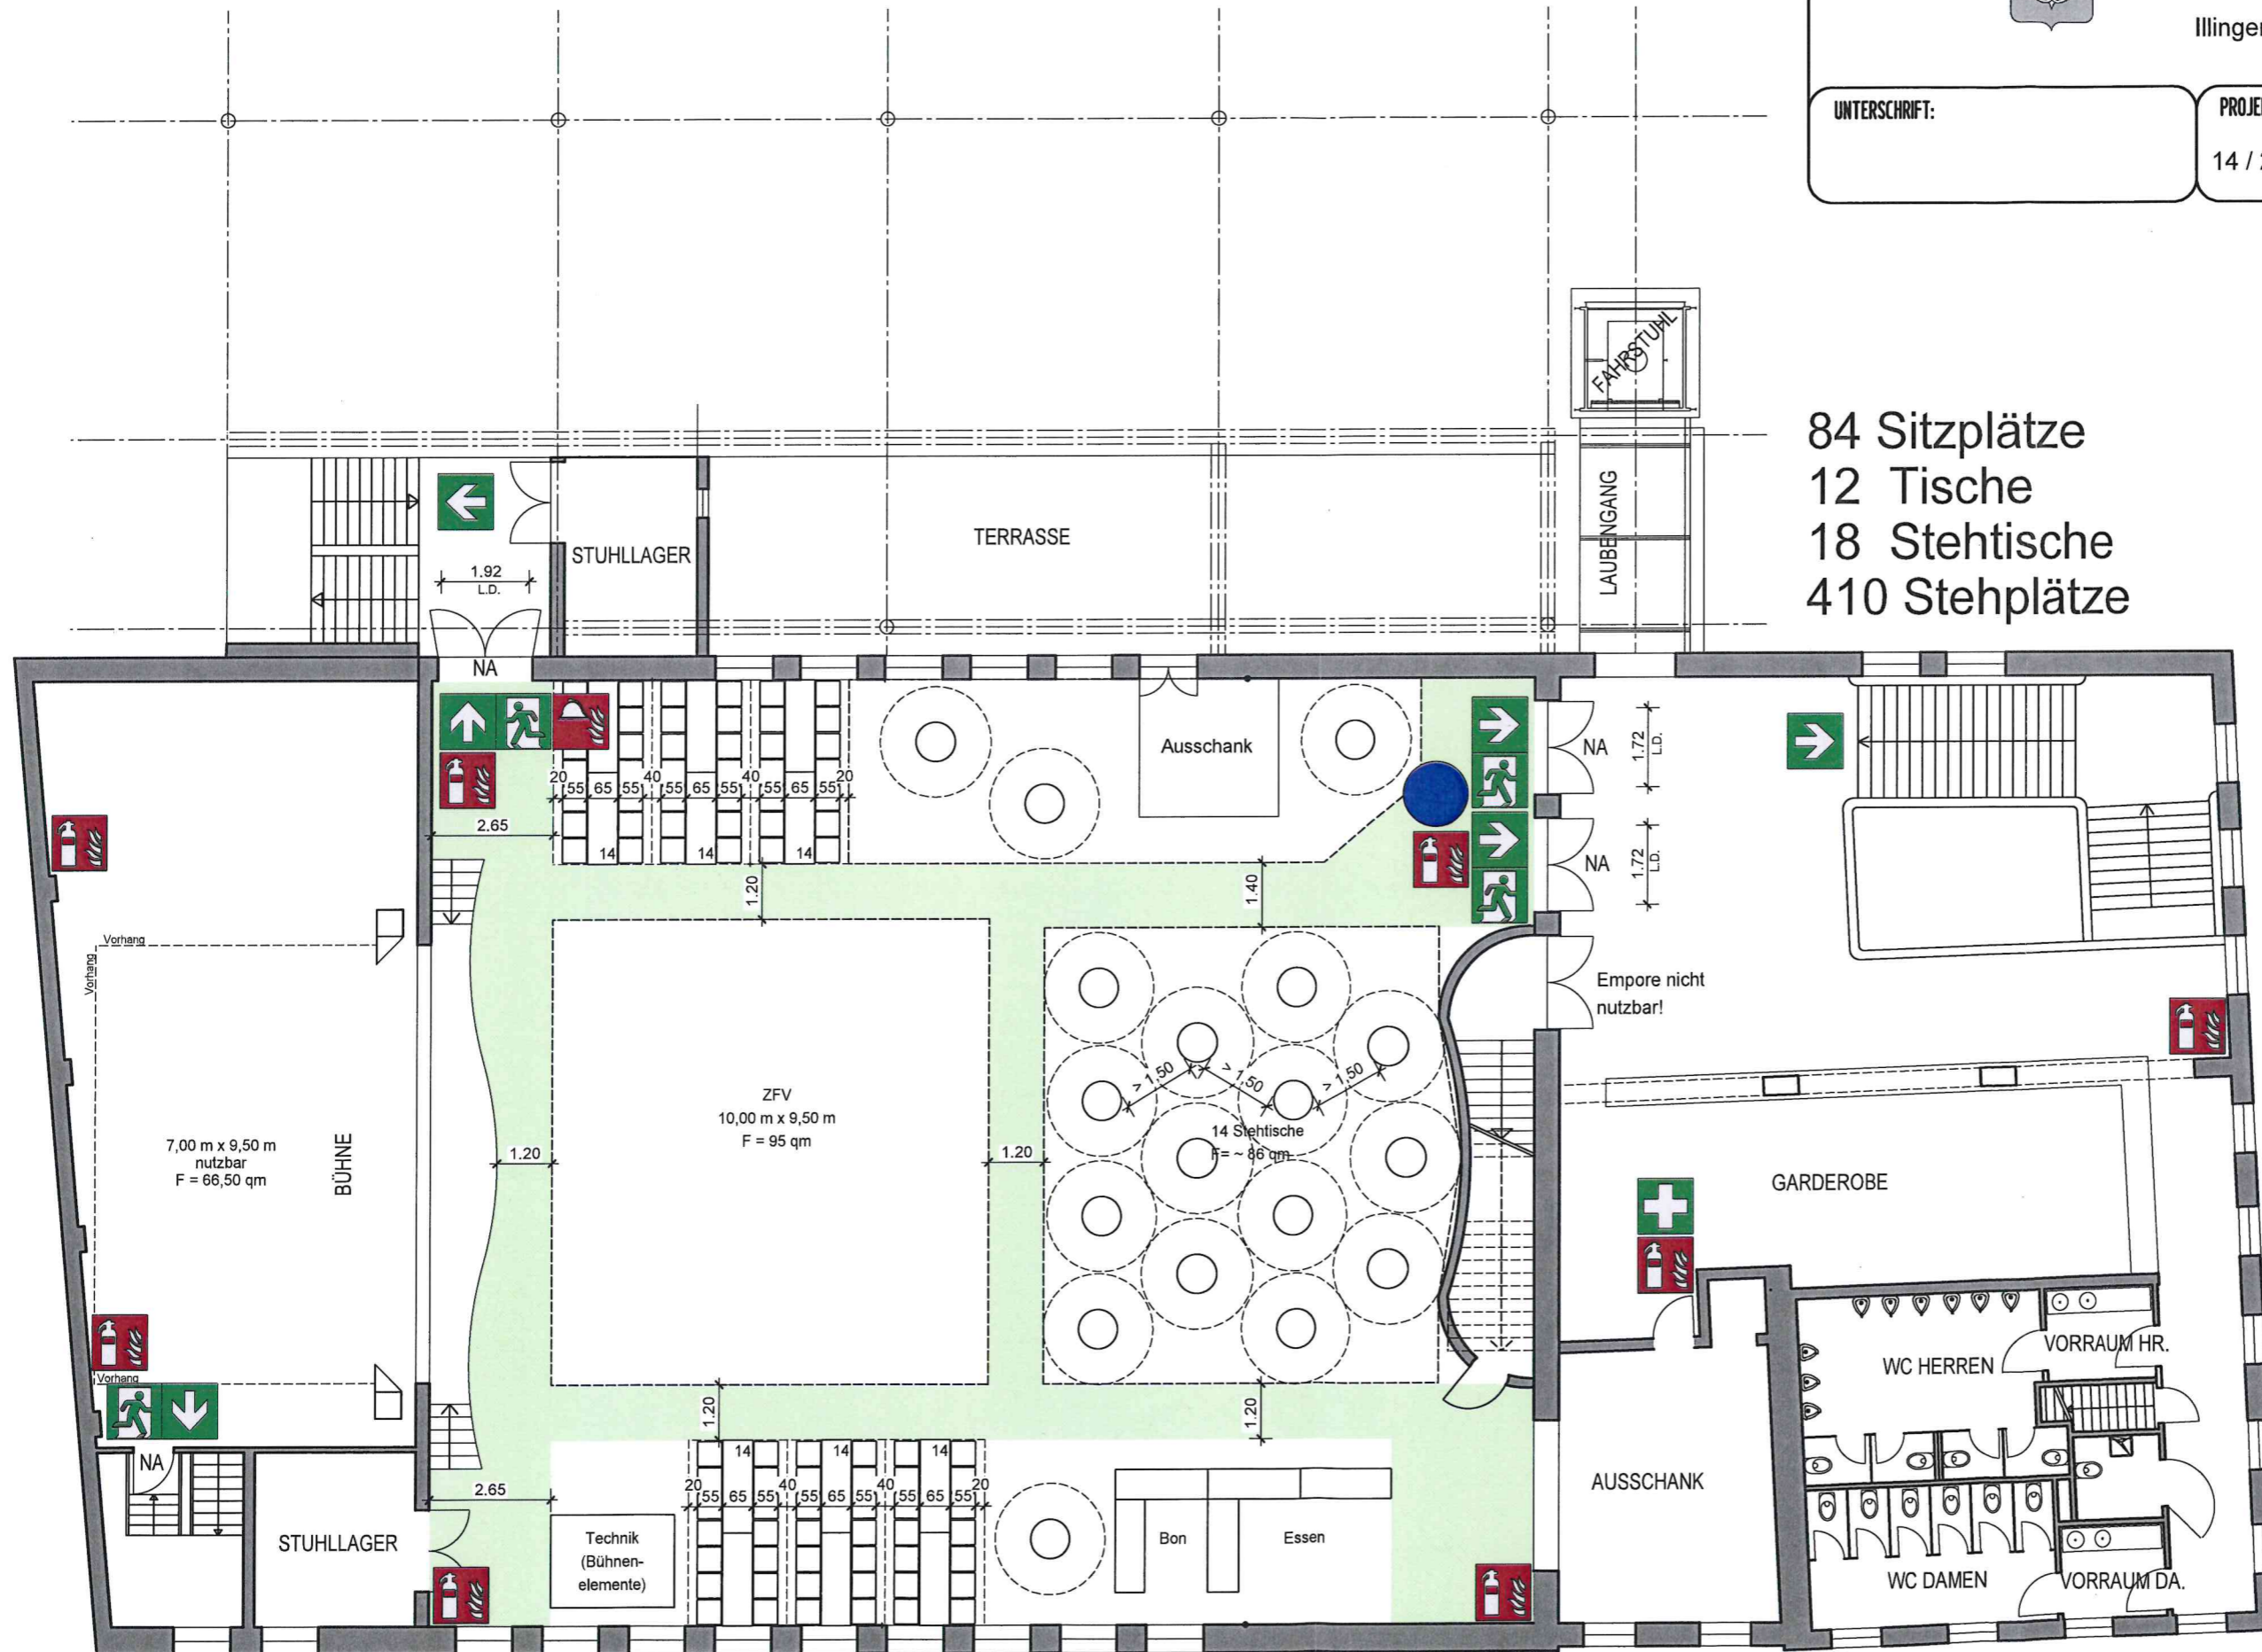 Illingen
UNTERSCHRIFT:
14 / 2
FAHRSTUHL
84 Sitzplätze
12 Tische
18 Stehtische
410 Stehplätze
LAUBENGANG
TERRASSE
STUHLLAGER
1.92
L.D.
NA
Ausschank
NA
1.72
L.D.
20 55 65 55 40 55 65 55 40 55 65 55 20
2.65
14 14 14
NA
1.72
L.D.
1.20
1.40
Vorhang
Vorhang
Empore nicht
nutzbar!
ZFV
10,00 m x 9,50 m
F = 95 qm
> 1.50
> 1.50
> 1.50
14 Stehtische
F= ~ 86 qm
7,00 m x 9,50 m
nutzbar
F = 66,50 qm
BÜHNE
1.20
1.20
GARDEROBE
VORRAUM HR.
WC HERREN
Vorhang
1.20
1.20
NA
14 14 14
20 55 65 55 40 55 65 55 40 55 65 55 20
2.65
AUSSCHANK
STUHLLAGER
Technik
(Bühnen-
elemente)
Bon
Essen
WC DAMEN
VORRAUM DA.